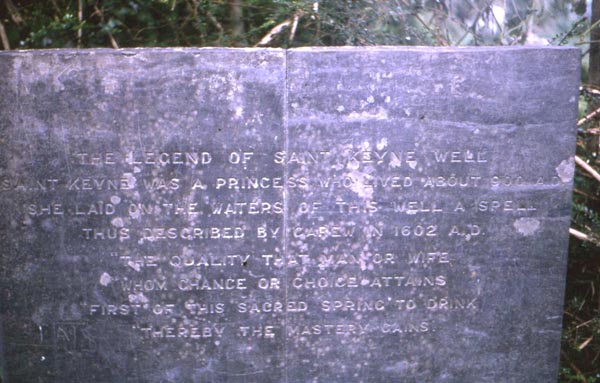 THE LEGEND OF SAINT KEYNE WELL
SAINT KEYNE WAS A PRINCESS WHO LIVED ABOUT 900 A.D.
SHE LAID ON THE WATERS OF THIS WELL A SPELL
THUS DESCRIBED BY CAREW IN 1602 A.D.
"THE QUALITY THAT MAN OR WIFE
"WHOM CHANCE OR CHOICE ATTAINS
"FIRST OF THIS SACRED SPRING TO DRINK
"THEREBY THE MASTERY GAINS."